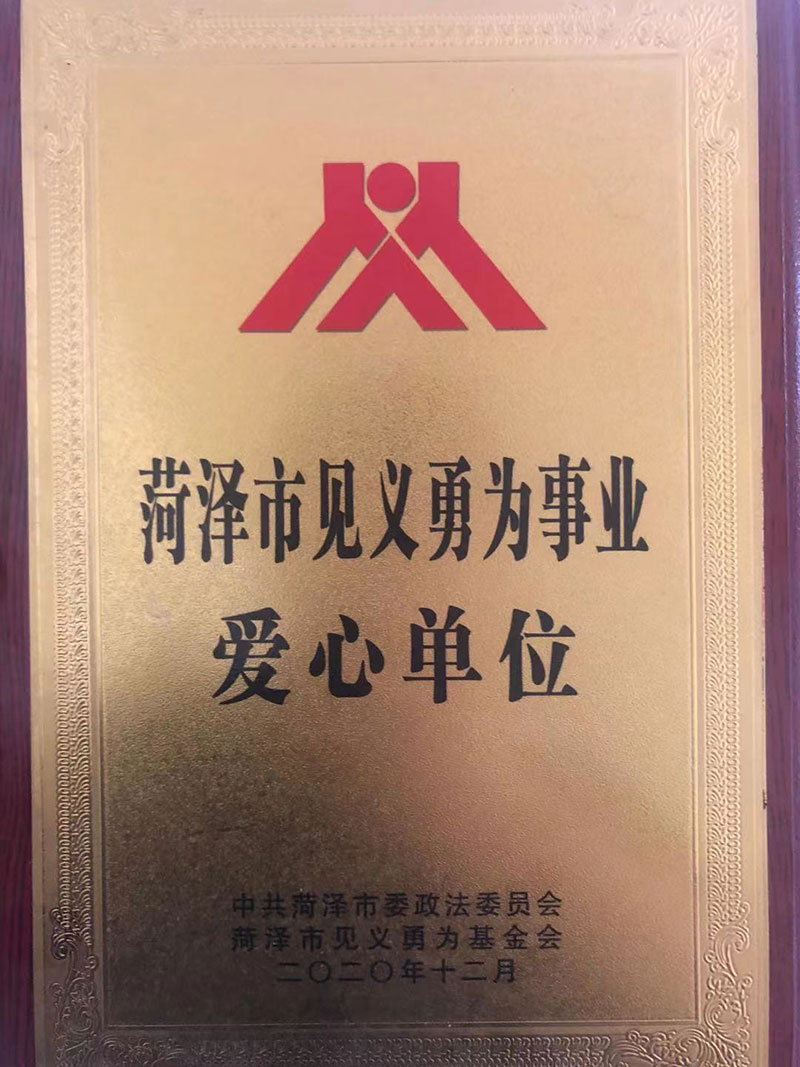 菏泽市见义勇为事业
爱心单位
中共菏泽市委政法委员会
菏泽市见义勇为基金会
二〇二〇年十二月